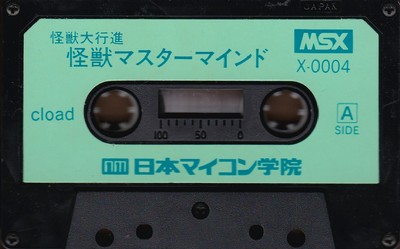 JAPAN
怪獣大行進
怪獣マスターマインド
MSX
X-0004
cload
100 50 0
A
SIDE
日本マイコン学院